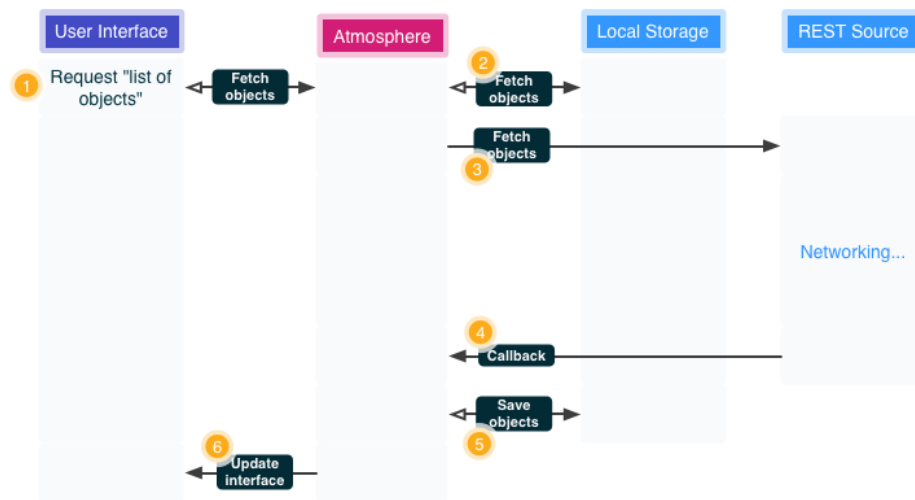 User Interface
Atmosphere
Local Storage
REST Source
1
Request "list of
objects"
Fetch
objects
2
Fetch
objects
Fetch
objects
3
Networking...
4
Callback
Save
objects
5
6
Update
interface